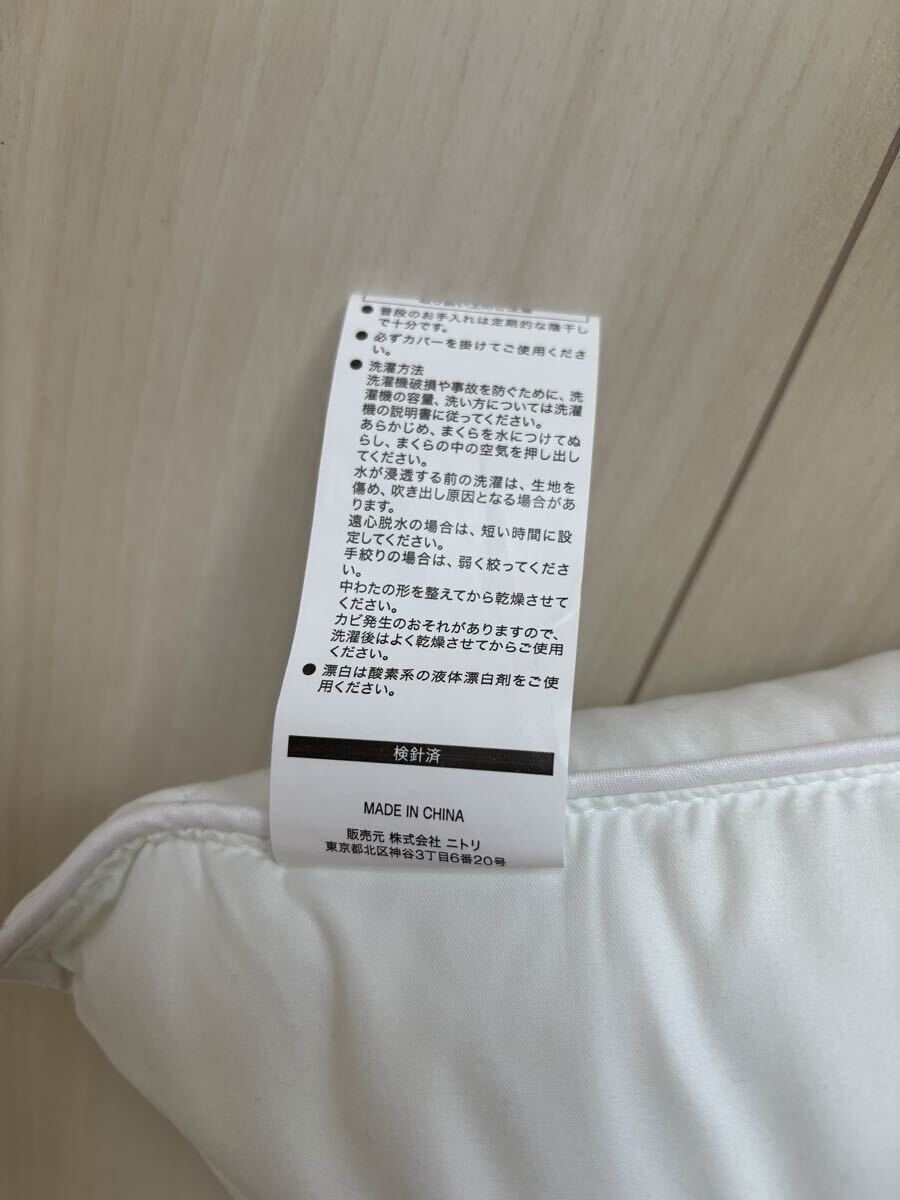 取り扱い上のご注意
● 普段のお手入れは定期的な陰干し
で十分です。
● 必ずカバーを掛けてご使用くださ
い。
● 洗濯方法
洗濯機破損や事故を防ぐために、洗
濯機の容量、洗い方については洗濯
機の説明書に従ってください。
あらかじめ、まくらを水につけてぬ
らし、まくらの中の空気を押し出し
てください。
水が浸透する前の洗濯は、生地を
傷め、吹き出し原因となる場合があ
ります。
遠心脱水の場合は、短い時間に設
定してください。
手絞りの場合は、弱く絞ってくださ
い。
中わたの形を整えてから乾燥させて
ください。
カビ発生のおそれがありますので、
洗濯後はよく乾燥させてからご使用
ください。
● 漂白は酸素系の液体漂白剤をご使
用ください。
検針済
MADE IN CHINA
販売元 株式会社 ニトリ
東京都北区神谷3丁目6番20号